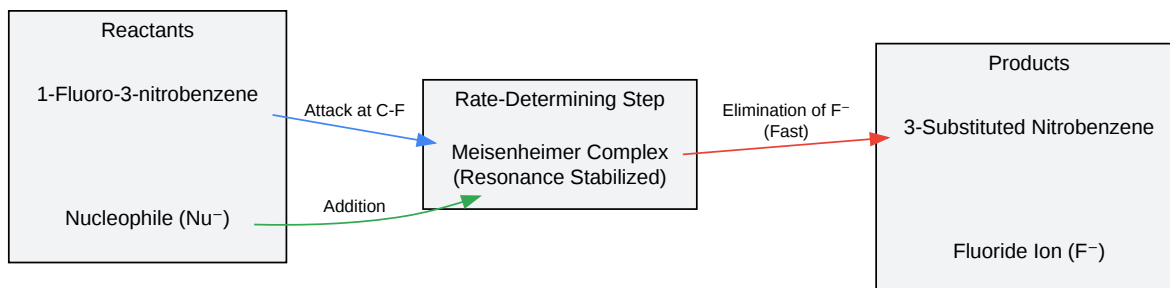 Reactants
1-Fluoro-3-nitrobenzene
Nucleophile (Nu⁻)
Attack at C-F
Addition
Rate-Determining Step
Meisenheimer Complex
(Resonance Stabilized)
Elimination of F⁻
(Fast)
Products
3-Substituted Nitrobenzene
Fluoride Ion (F⁻)